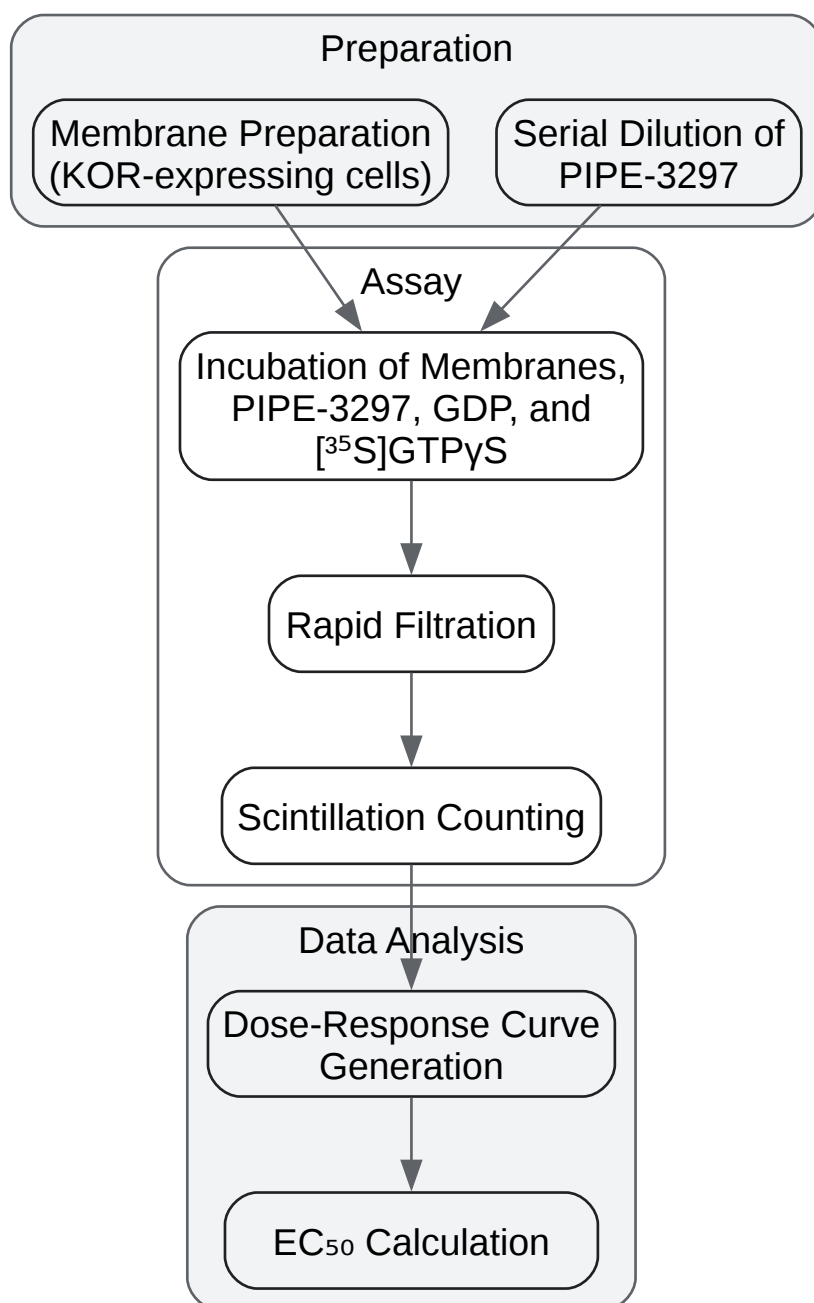 Preparation
Membrane Preparation
(KOR-expressing cells)
Serial Dilution of
PIPE-3297
Assay
Incubation of Membranes,
PIPE-3297, GDP, and
[³⁵S]GTPγS
Rapid Filtration
Scintillation Counting
Data Analysis
Dose-Response Curve
Generation
EC₅₀ Calculation